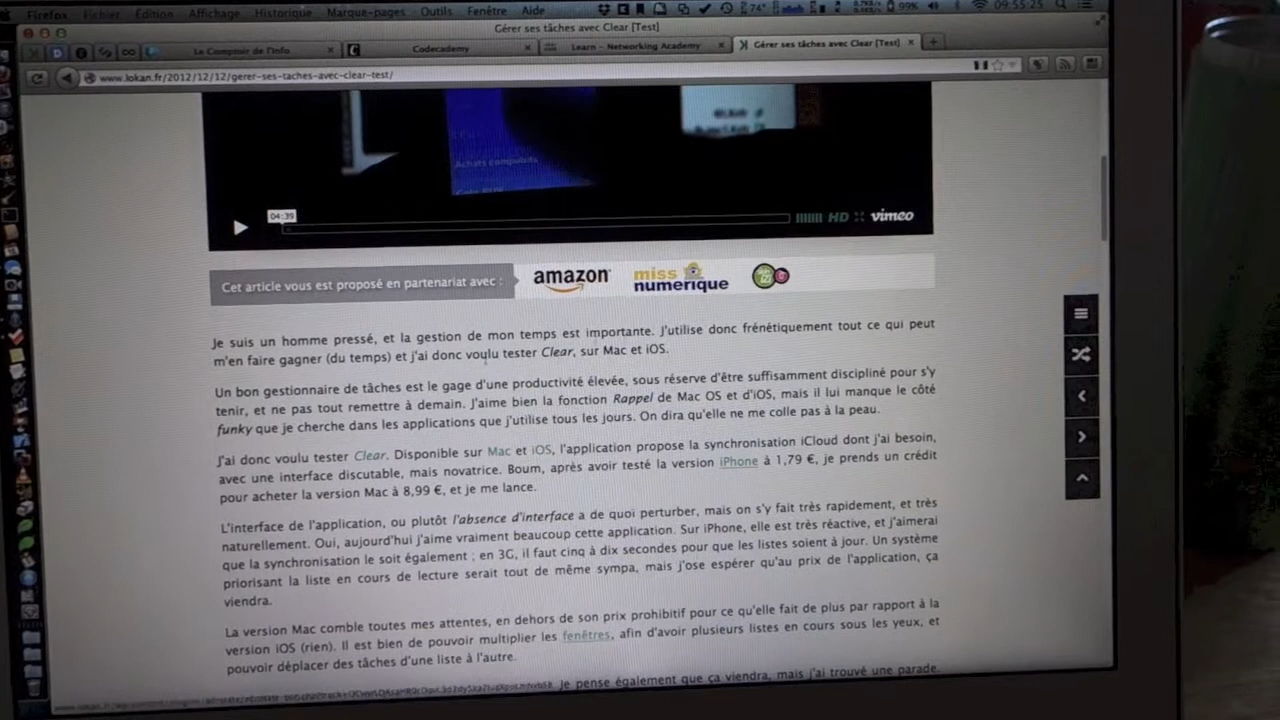 Firefox Fichier Édition Affichage Historique Marque-pages Outils Fenêtre Aide 74° 99% 09:55:25
Gérer ses tâches avec Clear [Test]
Le Comptoir de l'info Codecademy Learn - Networking Academy Gérer ses tâches avec Clear [Test]
www.lokan.fr/2012/12/12/gerer-ses-taches-avec-clear-test/
Achats compulsifs
04:39
HD vimeo
Cet article vous est proposé en partenariat avec : amazon miss numerique
Je suis un homme pressé, et la gestion de mon temps est importante. J'utilise donc frénétiquement tout ce qui peut
m'en faire gagner (du temps) et j'ai donc voulu tester Clear, sur Mac et iOS.
Un bon gestionnaire de tâches est le gage d'une productivité élevée, sous réserve d'être suffisamment discipliné pour s'y
tenir, et ne pas tout remettre à demain. J'aime bien la fonction Rappel de Mac OS et d'iOS, mais il lui manque le côté
funky que je cherche dans les applications que j'utilise tous les jours. On dira qu'elle ne me colle pas à la peau.
J'ai donc voulu tester Clear. Disponible sur Mac et iOS, l'application propose la synchronisation iCloud dont j'ai besoin,
avec une interface discutable, mais novatrice. Boum, après avoir testé la version iPhone à 1,79 €, je prends un crédit
pour acheter la version Mac à 8,99 €, et je me lance.
L'interface de l'application, ou plutôt l'absence d'interface a de quoi perturber, mais on s'y fait très rapidement, et très
naturellement. Oui, aujourd'hui j'aime vraiment beaucoup cette application. Sur iPhone, elle est très réactive, et j'aimerai
que la synchronisation le soit également ; en 3G, il faut cinq à dix secondes pour que les listes soient à jour. Un système
priorisant la liste en cours de lecture serait tout de même sympa, mais j'ose espérer qu'au prix de l'application, ça
viendra.
La version Mac comble toutes mes attentes, en dehors de son prix prohibitif pour ce qu'elle fait de plus par rapport à la
version iOS (rien). Il est bien de pouvoir multiplier les fenêtres, afin d'avoir plusieurs listes en cours sous les yeux, et
pouvoir déplacer des tâches d'une liste à l'autre.
Je pense également que ça viendra, mais j'ai trouvé une parade.